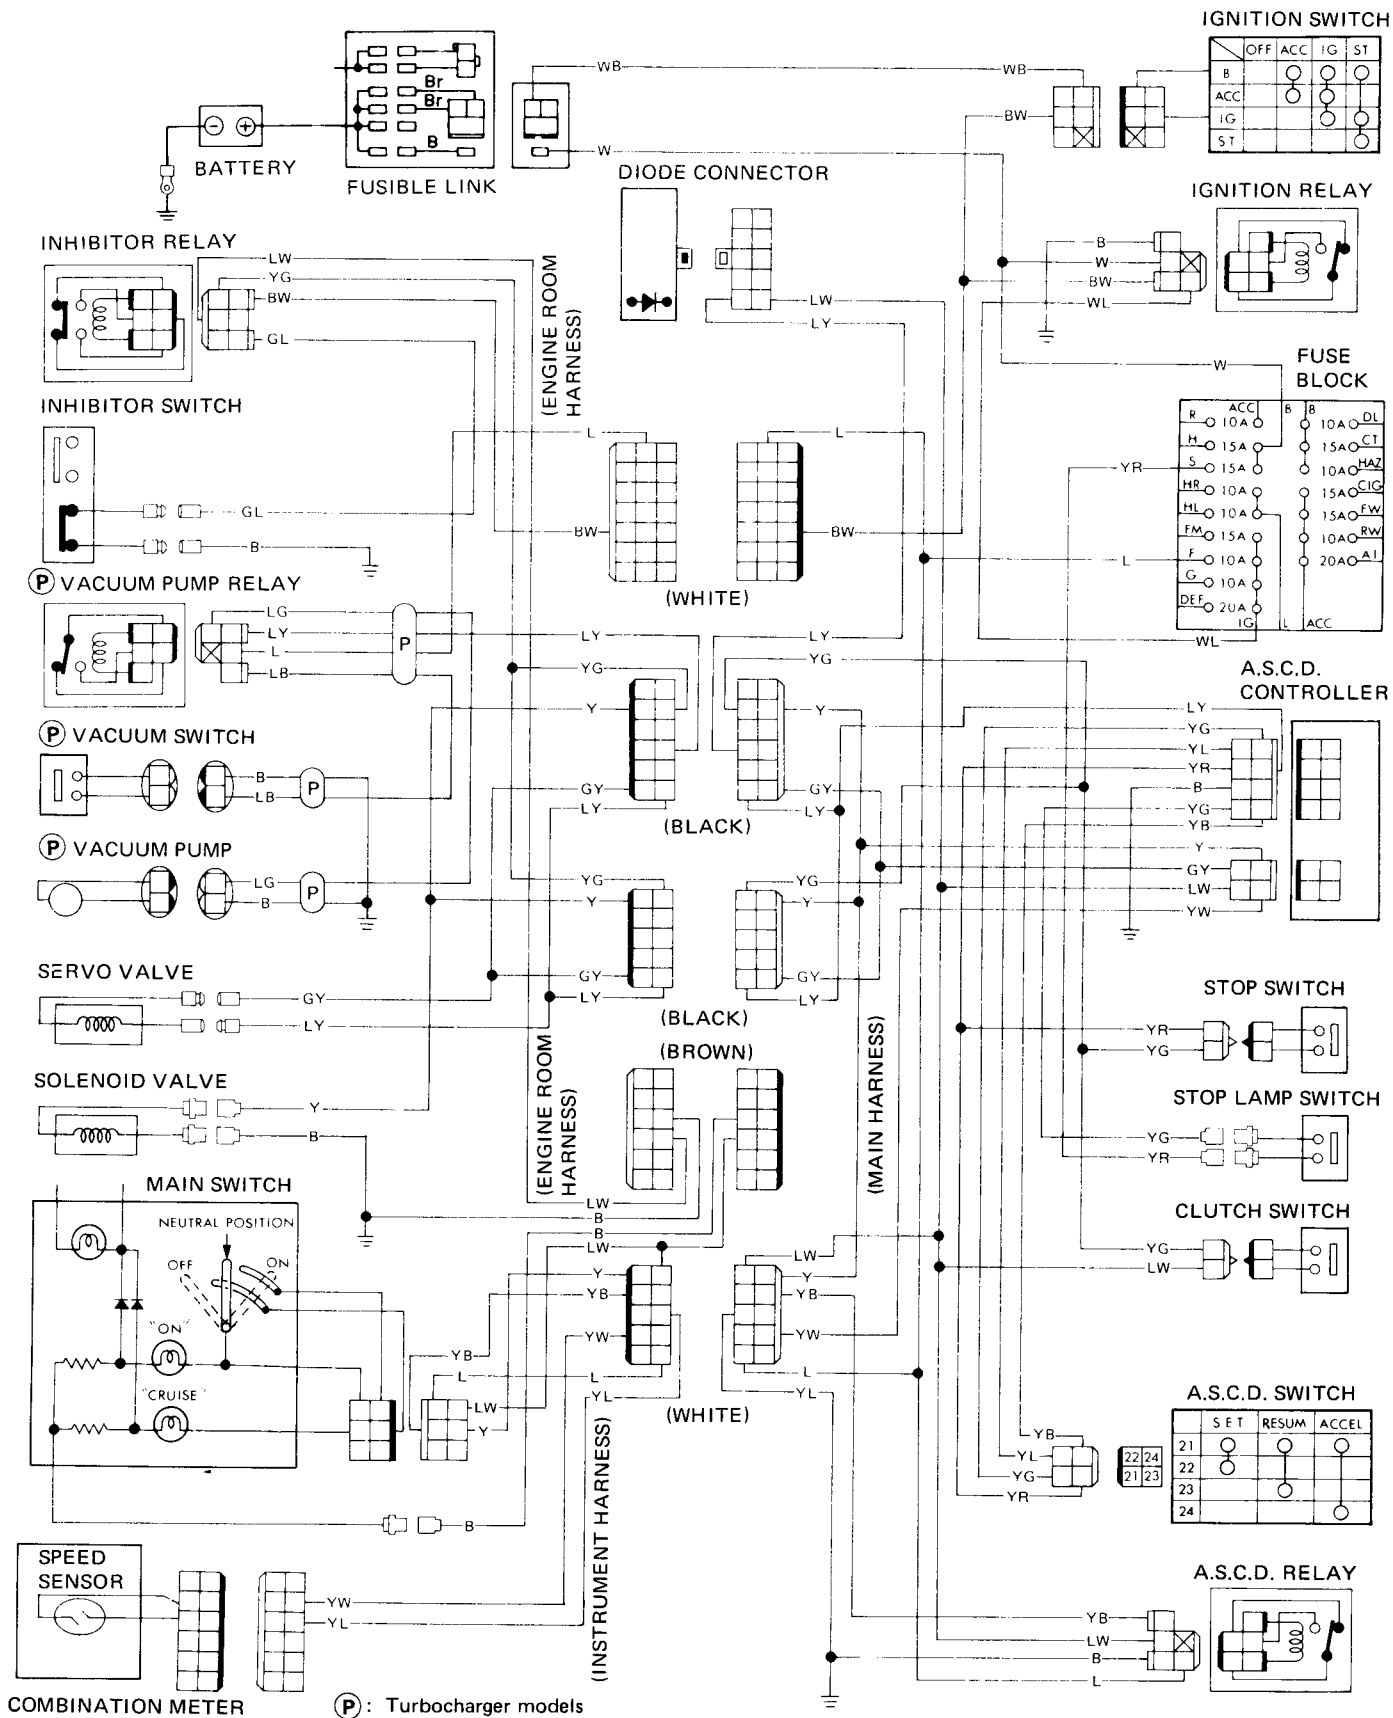 IGNITION SWITCH
OFF ACC IG ST
B
ACC
IG
ST
WB
WB
BW
W
Br
Br
B
BATTERY
FUSIBLE LINK
DIODE CONNECTOR
IGNITION RELAY
B
W
BW
WL
INHIBITOR RELAY
LW
YG
BW
GL
(ENGINE ROOM
HARNESS)
LW
LY
FUSE
BLOCK
W
INHIBITOR SWITCH
GL
B
L
BW
L
BW
(WHITE)
YR
L
WL
ACC B B
R 10A 10A DL
H 15A 15A CT
S 15A 10A HAZ
HR 10A 15A CIG
HL 10A 15A FW
FM 15A 10A RW
F 10A 20A A1
G 10A
DEF 20A
IG L ACC
P VACUUM PUMP RELAY
LG
LY
L
LB
P
LY
YG
Y
GY
LY
LY
YG
Y
GY
LY
(BLACK)
A.S.C.D.
CONTROLLER
LY
YG
YL
YR
B
YG
YB
Y
GY
LW
YW
P VACUUM SWITCH
B
LB
P
P VACUUM PUMP
LG
B
P
YG
Y
GY
LY
YG
Y
GY
LY
(BLACK)
(BROWN)
SERVO VALVE
GY
LY
SOLENOID VALVE
Y
B
(ENGINE ROOM
HARNESS)
(MAIN HARNESS)
STOP SWITCH
YR
YG
STOP LAMP SWITCH
YG
YR
CLUTCH SWITCH
YG
LW
MAIN SWITCH
NEUTRAL POSITION
OFF
ON
"ON"
"CRUISE"
LW
B
B
LW
Y
YB
YW
L
YL
YB
L
LW
Y
LW
Y
YB
YW
L
YL
(WHITE)
B
(INSTRUMENT HARNESS)
A.S.C.D. SWITCH
SET RESUM ACCEL
21
22
23
24
YB
YL
YG
YR
22 24
21 23
SPEED
SENSOR
YW
YL
A.S.C.D. RELAY
YB
LW
B
L
COMBINATION METER
P : Turbocharger models